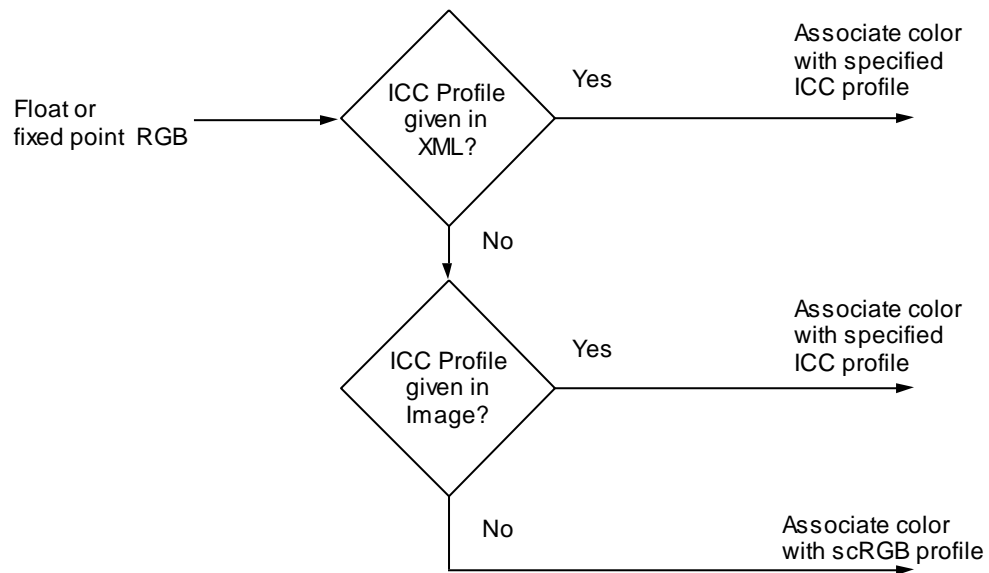 Float or
fixed point RGB
ICC Profile
given in
XML?
Yes
Associate color
with specified
ICC profile
No
ICC Profile
given in
Image?
Yes
Associate color
with specified
ICC profile
No
Associate color
with scRGB profile